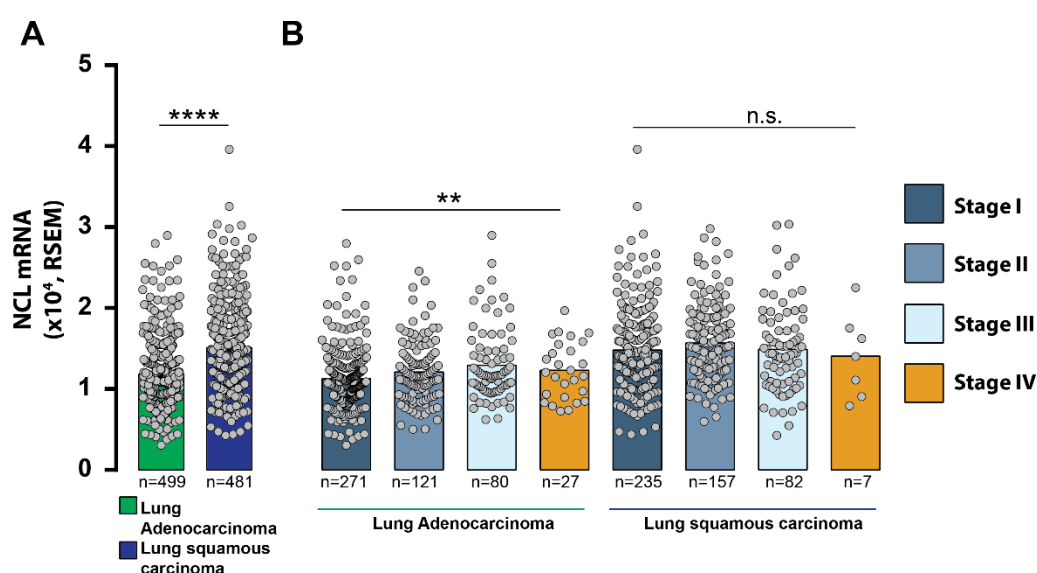 A
B
NCL mRNA
(x10⁴, RSEM)
5
4
3
2
1
0
****
**
n.s.
n=499 n=481
n=271 n=121 n=80 n=27 n=235 n=157 n=82 n=7
Lung
Adenocarcinoma
Lung squamous
carcinoma
Lung Adenocarcinoma
Lung squamous carcinoma
Stage I
Stage II
Stage III
Stage IV